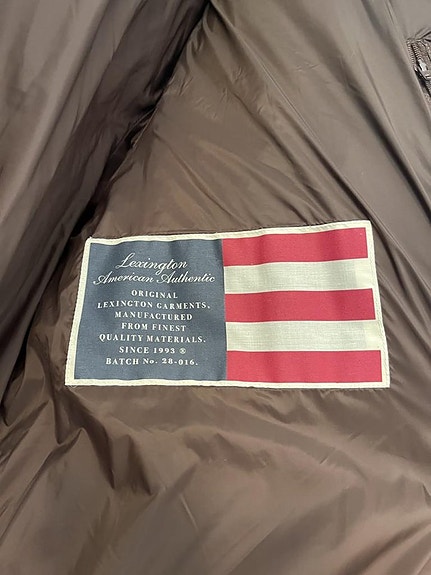 Lexington
American Authentic
ORIGINAL
LEXINGTON GARMENTS.
MANUFACTURED
FROM FINEST
QUALITY MATERIALS.
SINCE 1993 ®
BATCH No. 28-016.